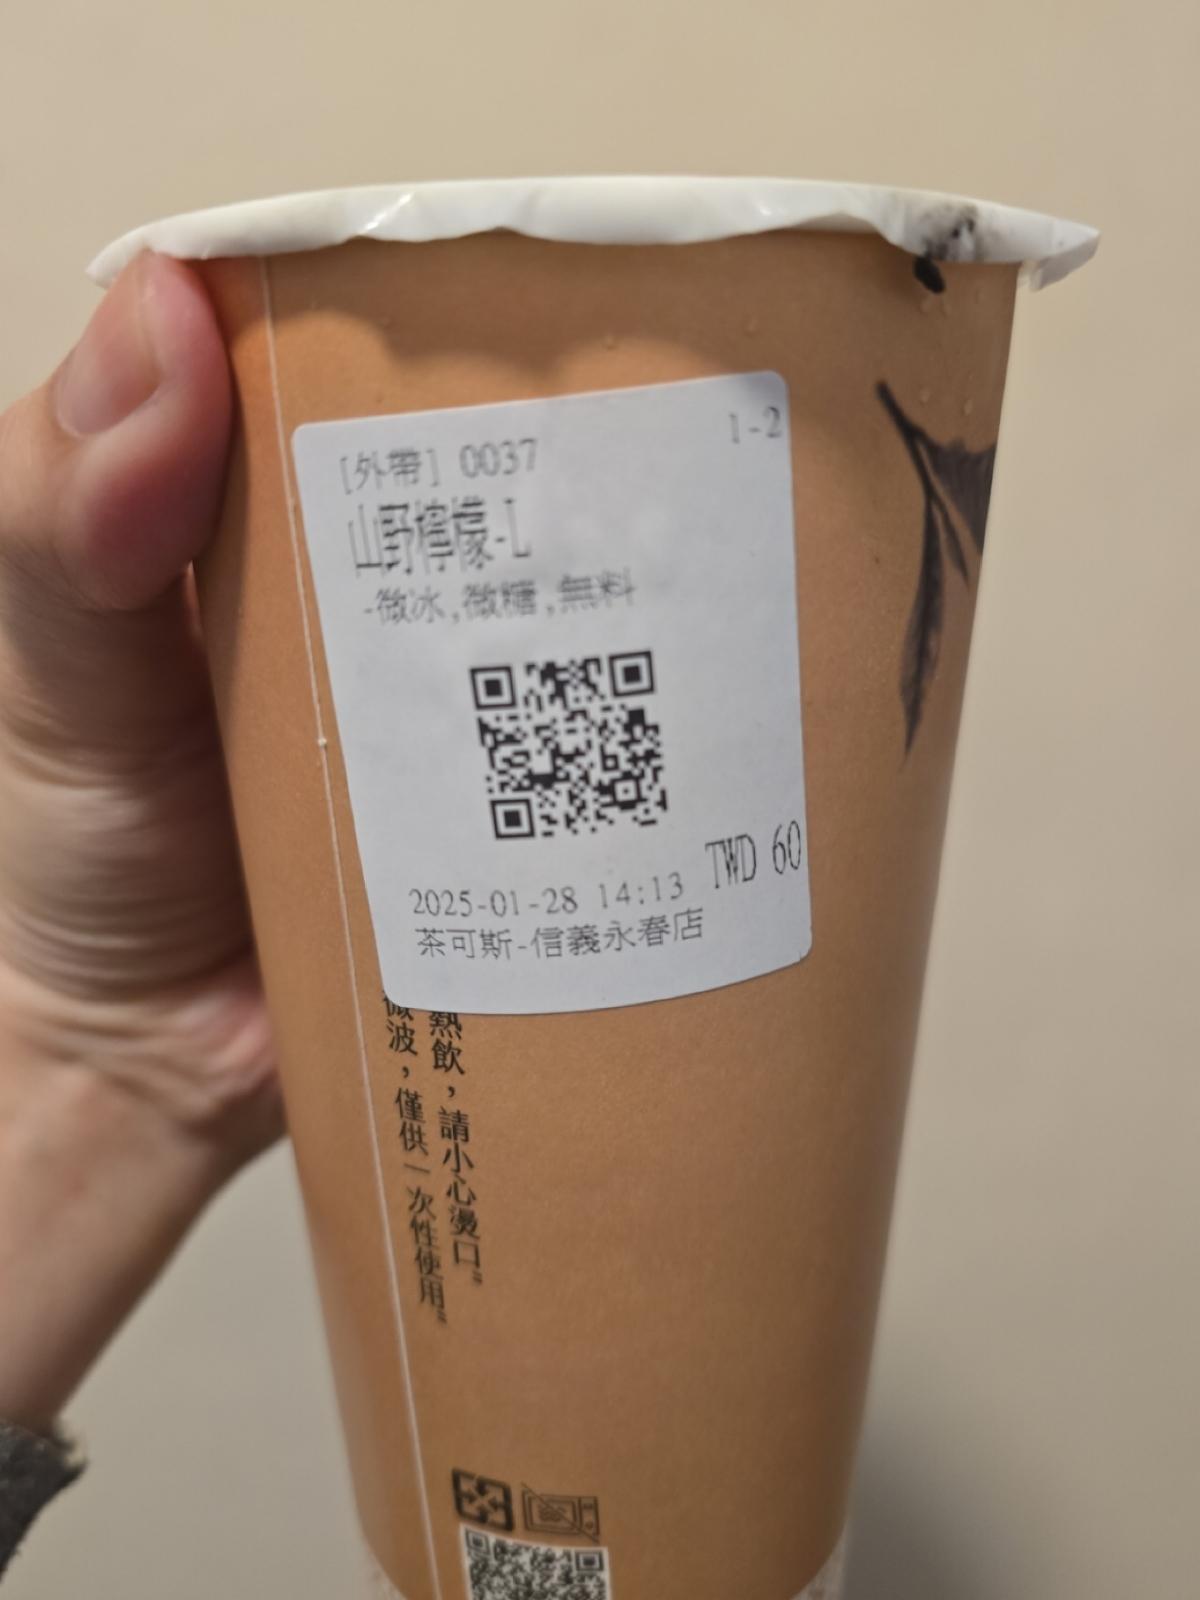 [外帶] 0037
1-2
山野檸檬-L
-微冰,微糖,無料
TWD 60
2025-01-28 14:13
茶可斯-信義永春店
熱飲，請小心燙口。
微波，僅供一次性使用。